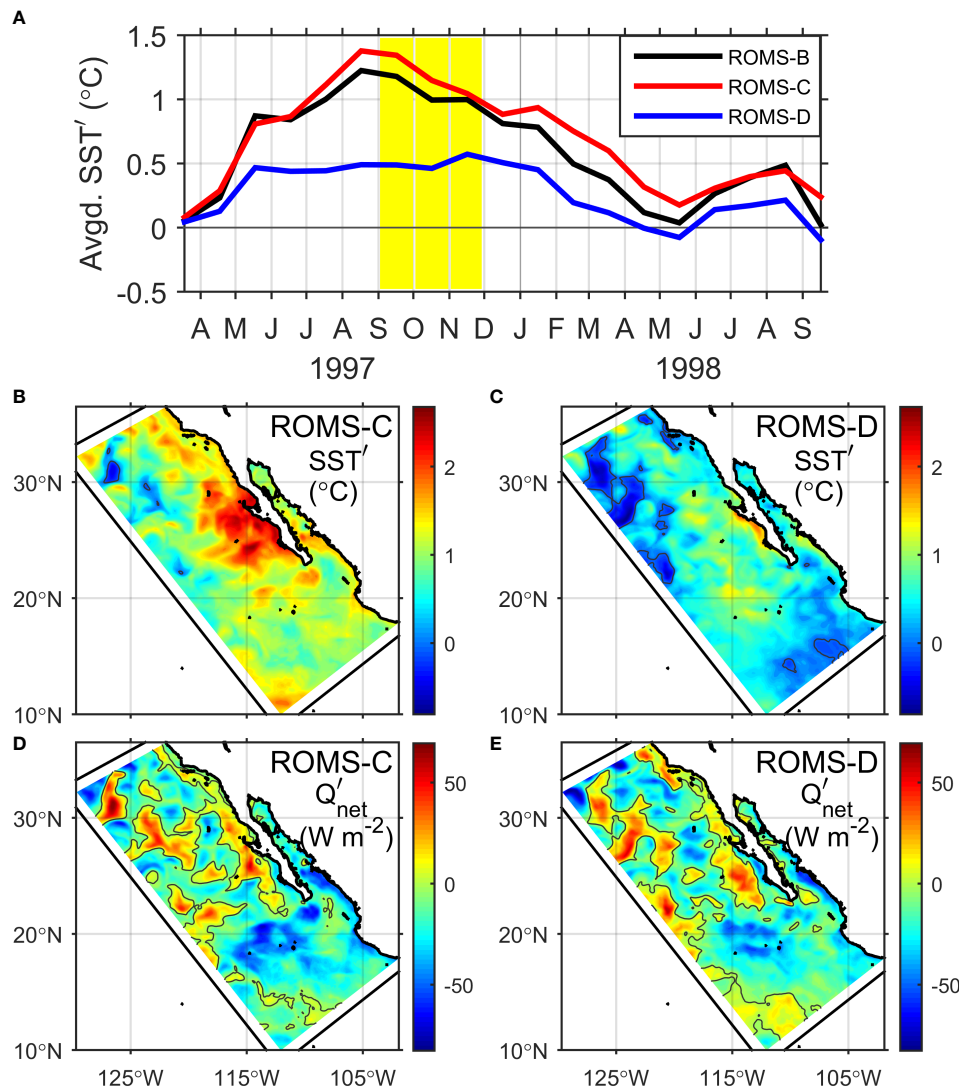 A
1.5
1
0.5
0
-0.5
Avgd. SST′ (°C)
ROMS-B
ROMS-C
ROMS-D
A M J J A S O N D J F M A M J J A S
1997 1998
B
ROMS-C
SST′
(°C)
30°N
20°N
10°N
2
1
0
C
ROMS-D
SST′
(°C)
30°N
20°N
10°N
2
1
0
D
ROMS-C
Q′net
(W m-2)
30°N
20°N
10°N
125°W 115°W 105°W
50
0
-50
E
ROMS-D
Q′net
(W m-2)
30°N
20°N
10°N
125°W 115°W 105°W
50
0
-50